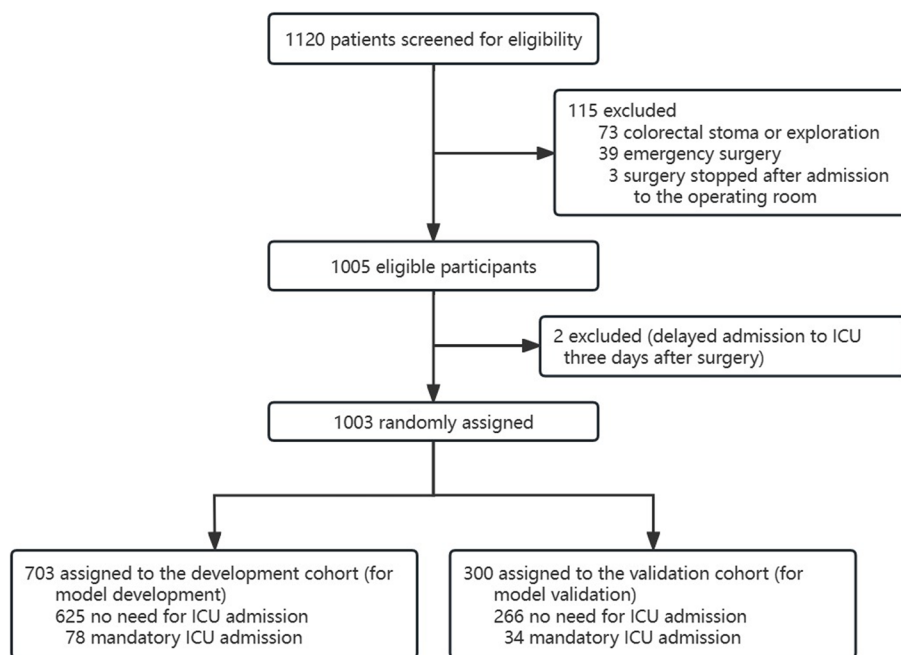 1120 patients screened for eligibility
115 excluded
73 colorectal stoma or exploration
39 emergency surgery
3 surgery stopped after admission
to the operating room
1005 eligible participants
2 excluded (delayed admission to ICU
three days after surgery)
1003 randomly assigned
703 assigned to the development cohort (for
model development)
625 no need for ICU admission
78 mandatory ICU admission
300 assigned to the validation cohort (for
model validation)
266 no need for ICU admission
34 mandatory ICU admission